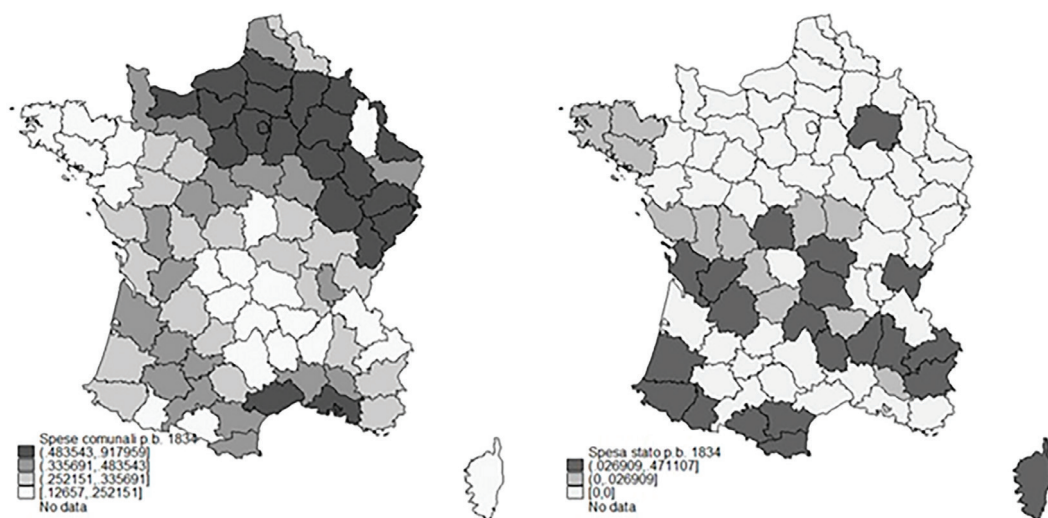 Spese comunali p.b. 1834
(.483543, .917959]
(.335691, .483543]
(.252151, .335691]
[.12657, .252151]
No data
Spesa stato p.b. 1834
(.026909, .471107]
(0, .026909]
[0,0]
No data